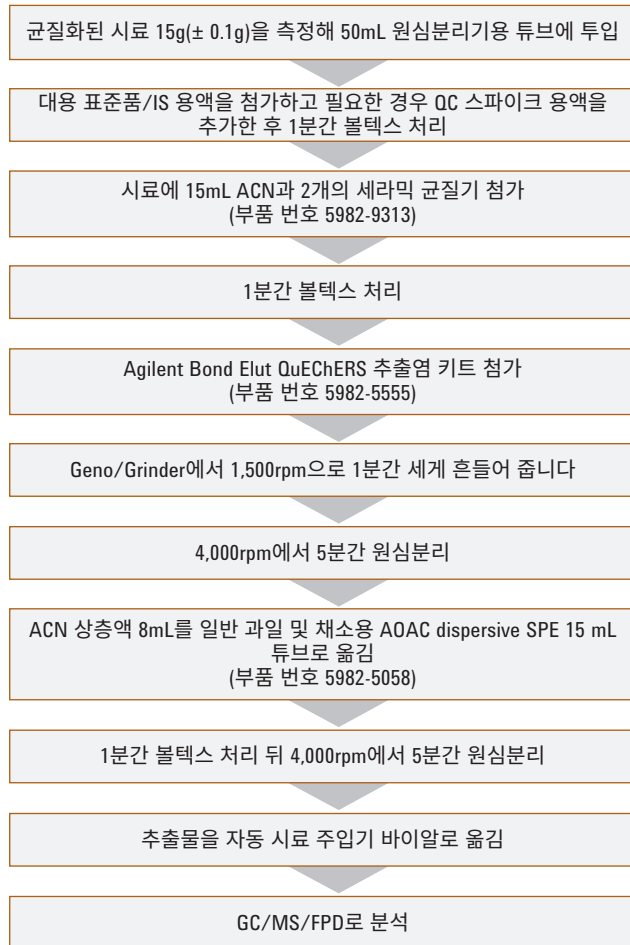 균질화된 시료 15g(± 0.1g)을 측정해 50mL 원심분리기용 튜브에 투입
대용 표준품/IS 용액을 첨가하고 필요한 경우 QC 스파이크 용액을
추가한 후 1분간 볼텍스 처리
시료에 15mL ACN과 2개의 세라믹 균질기 첨가
(부품 번호 5982-9313)
1분간 볼텍스 처리
Agilent Bond Elut QuEChERS 추출염 키트 첨가
(부품 번호 5982-5555)
Geno/Grinder에서 1,500rpm으로 1분간 세게 흔들어 줍니다
4,000rpm에서 5분간 원심분리
ACN 상층액 8mL를 일반 과일 및 채소용 AOAC dispersive SPE 15 mL
튜브로 옮김
(부품 번호 5982-5058)
1분간 볼텍스 처리 뒤 4,000rpm에서 5분간 원심분리
추출물을 자동 시료 주입기 바이알로 옮김
GC/MS/FPD로 분석